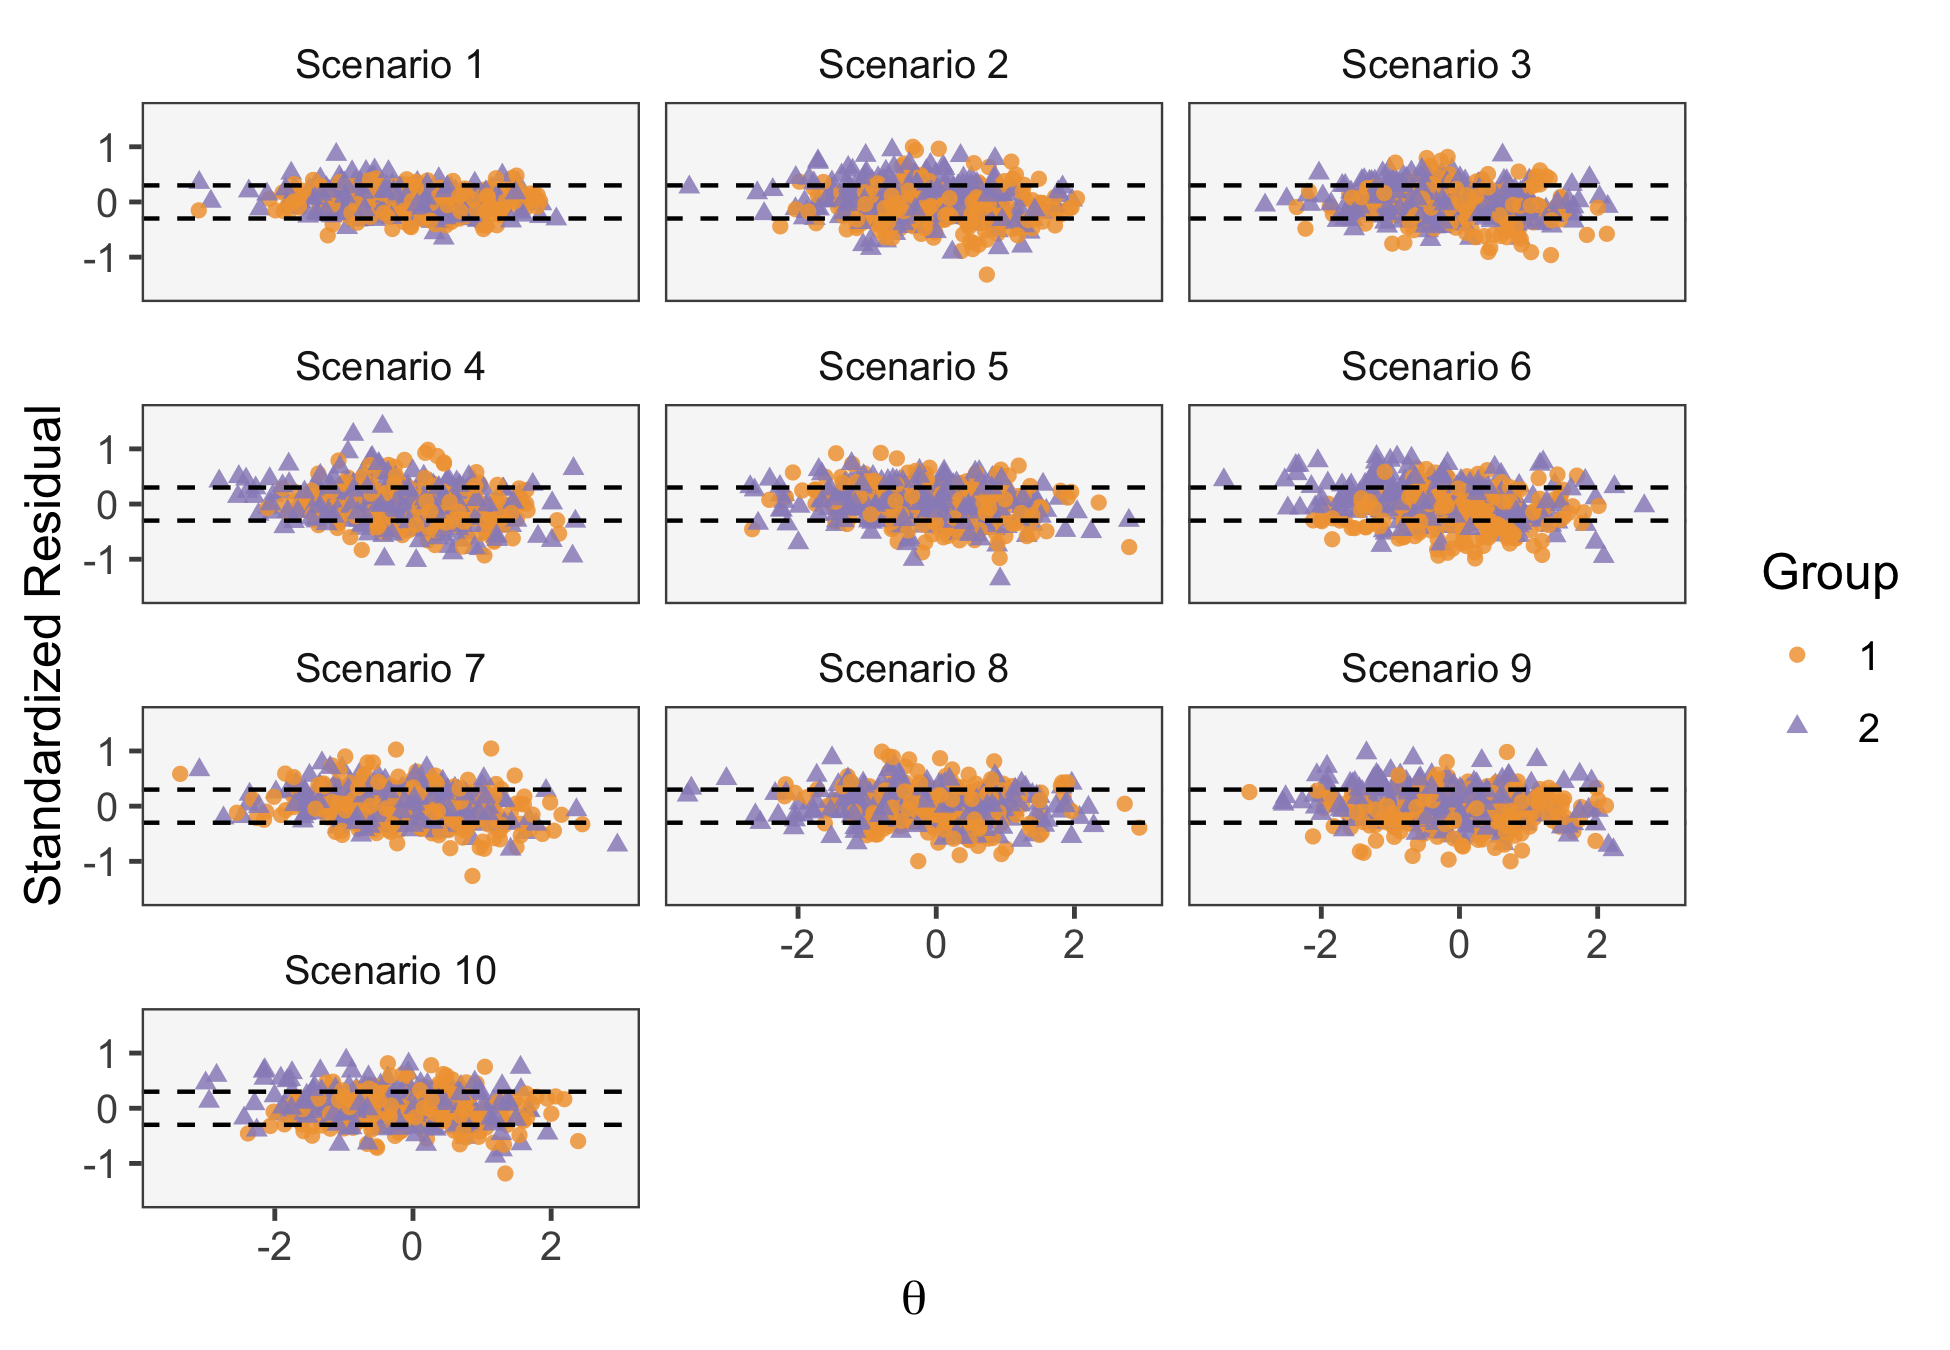 Scenario 1
Scenario 2
Scenario 3
1
0
-1
Scenario 4
Scenario 5
Scenario 6
1
0
-1
Scenario 7
Scenario 8
Scenario 9
1
0
-1
-2 0 2
-2 0 2
Scenario 10
1
0
-1
-2 0 2
Standardized Residual
θ
Group
1
2